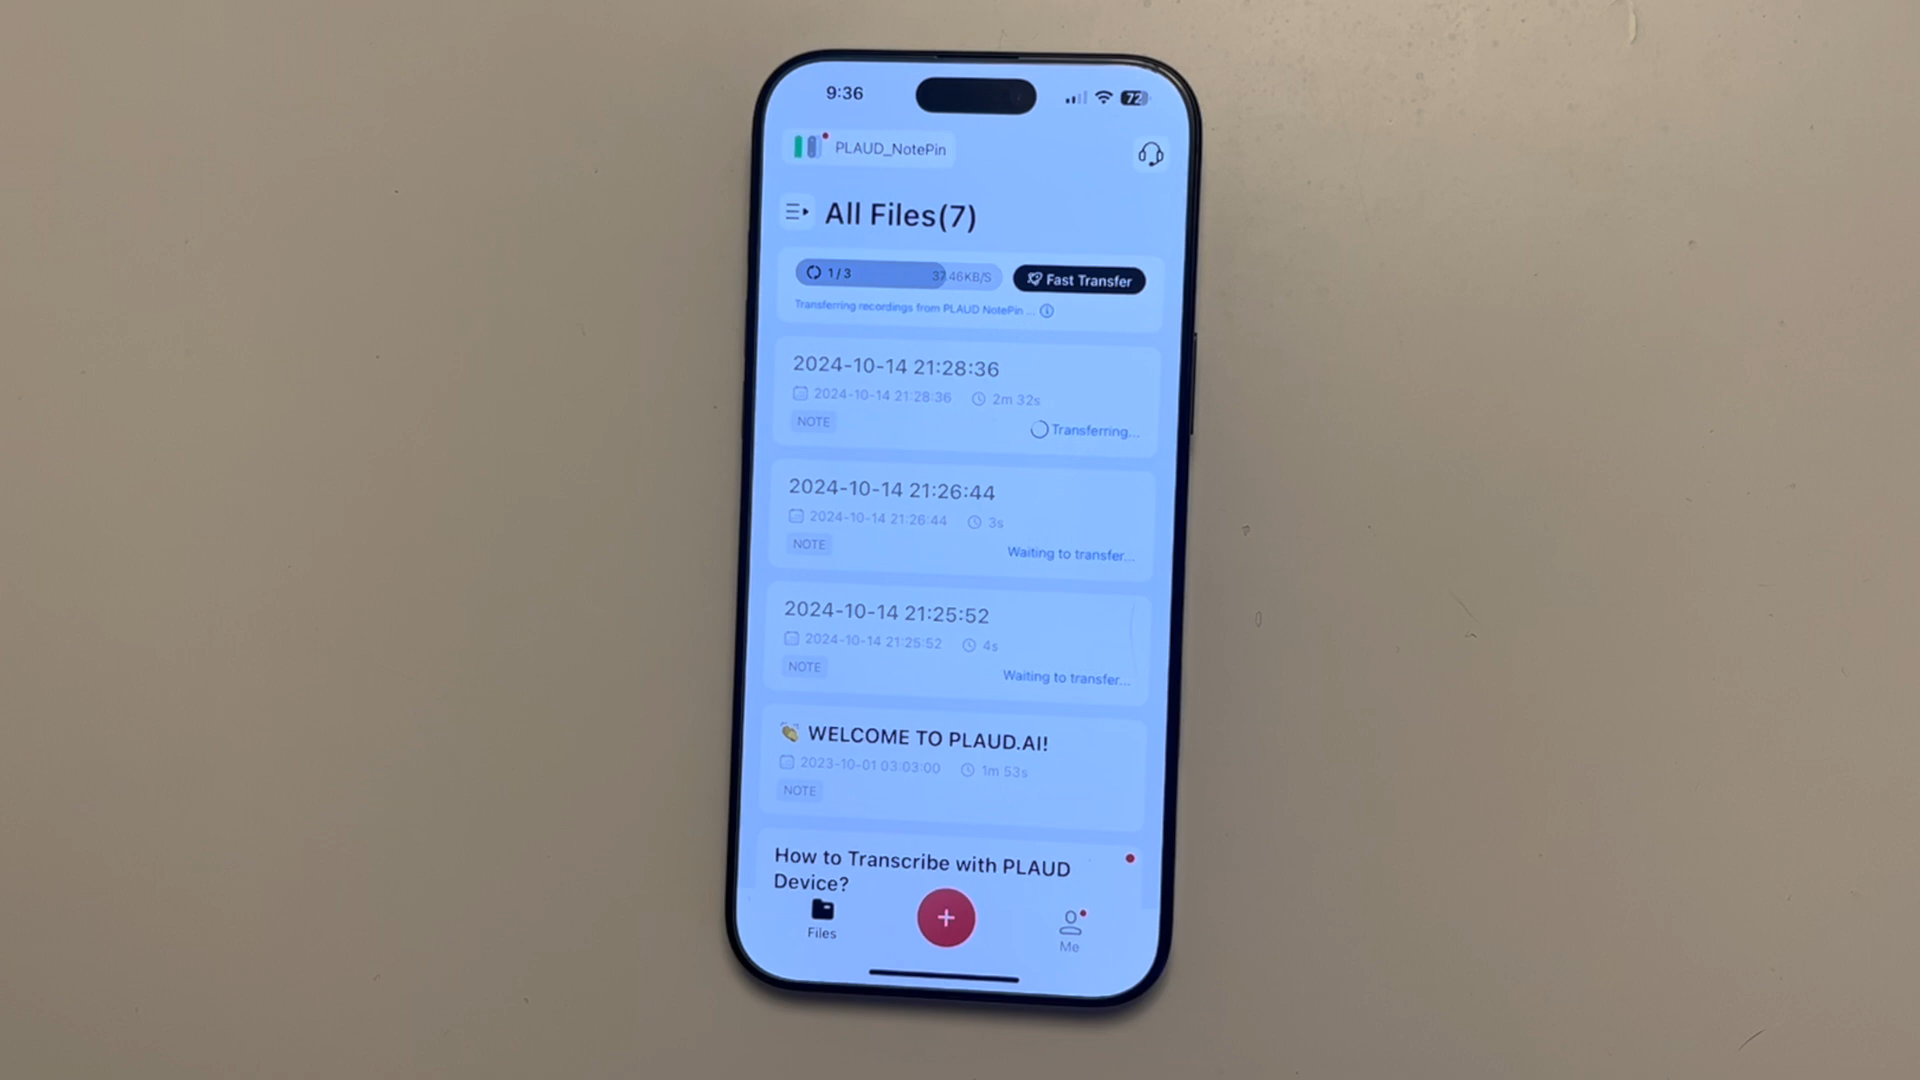 9:36
72
PLAUD_NotePin
All Files(7)
1/3
37.46KB/S
Fast Transfer
Transferring recordings from PLAUD NotePin ...
2024-10-14 21:28:36
2024-10-14 21:28:36
2m 32s
NOTE
Transferring...
2024-10-14 21:26:44
2024-10-14 21:26:44
3s
NOTE
Waiting to transfer...
2024-10-14 21:25:52
2024-10-14 21:25:52
4s
NOTE
Waiting to transfer...
WELCOME TO PLAUD.AI!
2023-10-01 03:03:00
1m 53s
NOTE
How to Transcribe with PLAUD
Device?
Files
Me